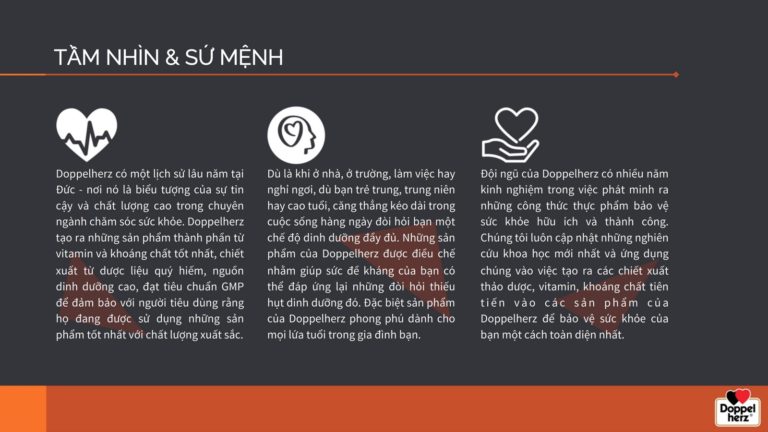 TẦM NHÌN & SỨ MỆNH
Doppelherz có một lịch sử lâu năm tại
Đức - nơi nó là biểu tượng của sự tin
cậy và chất lượng cao trong chuyên
ngành chăm sóc sức khỏe. Doppelherz
tạo ra những sản phẩm thành phần từ
vitamin và khoáng chất tốt nhất, chiết
xuất từ dược liệu quý hiếm, nguồn
dinh dưỡng cao, đạt tiêu chuẩn GMP
để đảm bảo với người tiêu dùng rằng
họ đang được sử dụng những sản
phẩm tốt nhất với chất lượng xuất sắc.
Dù là khi ở nhà, ở trường, làm việc hay
nghỉ ngơi, dù bạn trẻ trung, trung niên
hay cao tuổi, căng thẳng kéo dài trong
cuộc sống hàng ngày đòi hỏi bạn một
chế độ dinh dưỡng đầy đủ. Những sản
phẩm của Doppelherz được điều chế
nhằm giúp sức đề kháng của bạn có
thể đáp ứng lại những đòi hỏi thiếu
hụt dinh dưỡng đó. Đặc biệt sản phẩm
của Doppelherz phong phú dành cho
mọi lứa tuổi trong gia đình bạn.
Đội ngũ của Doppelherz có nhiều năm
kinh nghiệm trong việc phát minh ra
những công thức thực phẩm bảo vệ
sức khỏe hữu ích và thành công.
Chúng tôi luôn cập nhật những nghiên
cứu khoa học mới nhất và ứng dụng
chúng vào việc tạo ra các chiết xuất
thảo dược, vitamin, khoáng chất tiên
tiến vào các sản phẩm của
Doppelherz để bảo vệ sức khỏe của
bạn một cách toàn diện nhất.
Doppel
herz®